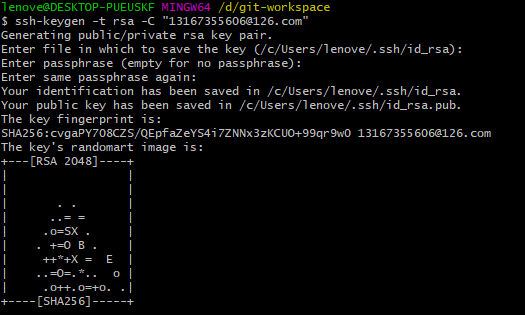 lenove@DESKTOP-PUEUSKF MINGW64 /d/git-workspace
$ ssh-keygen -t rsa -C "13167355606@126.com"
Generating public/private rsa key pair.
Enter file in which to save the key (/c/Users/lenove/.ssh/id_rsa):
Enter passphrase (empty for no passphrase):
Enter same passphrase again:
Your identification has been saved in /c/Users/lenove/.ssh/id_rsa.
Your public key has been saved in /c/Users/lenove/.ssh/id_rsa.pub.
The key fingerprint is:
SHA256:cvgaPY7O8CZS/QEpfaZeYS4i7ZNNx3zKCUO+99qr9wO 13167355606@126.com
The key's randomart image is:
+---[RSA 2048]----+
|                 |
|                 |
|       . .       |
|      ..= =      |
|     .o=SX .     |
|    . +=O B .    |
|     ++*+X =  E  |
|    ..=O=.*..  o |
|     .o++.o=+o. .|
+----[SHA256]-----+